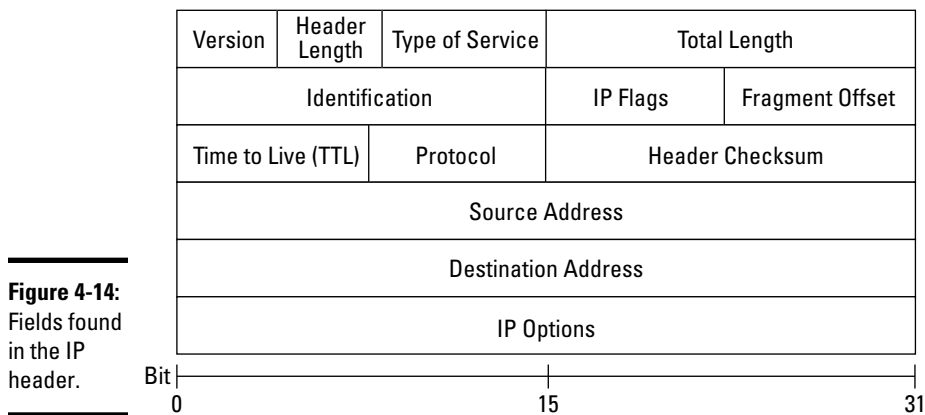 Version
Header
Length
Type of Service
Total Length
Identification
IP Flags
Fragment Offset
Time to Live (TTL)
Protocol
Header Checksum
Source Address
Destination Address
IP Options
Figure 4-14:
Fields found
in the IP
header.
Bit
0
15
31